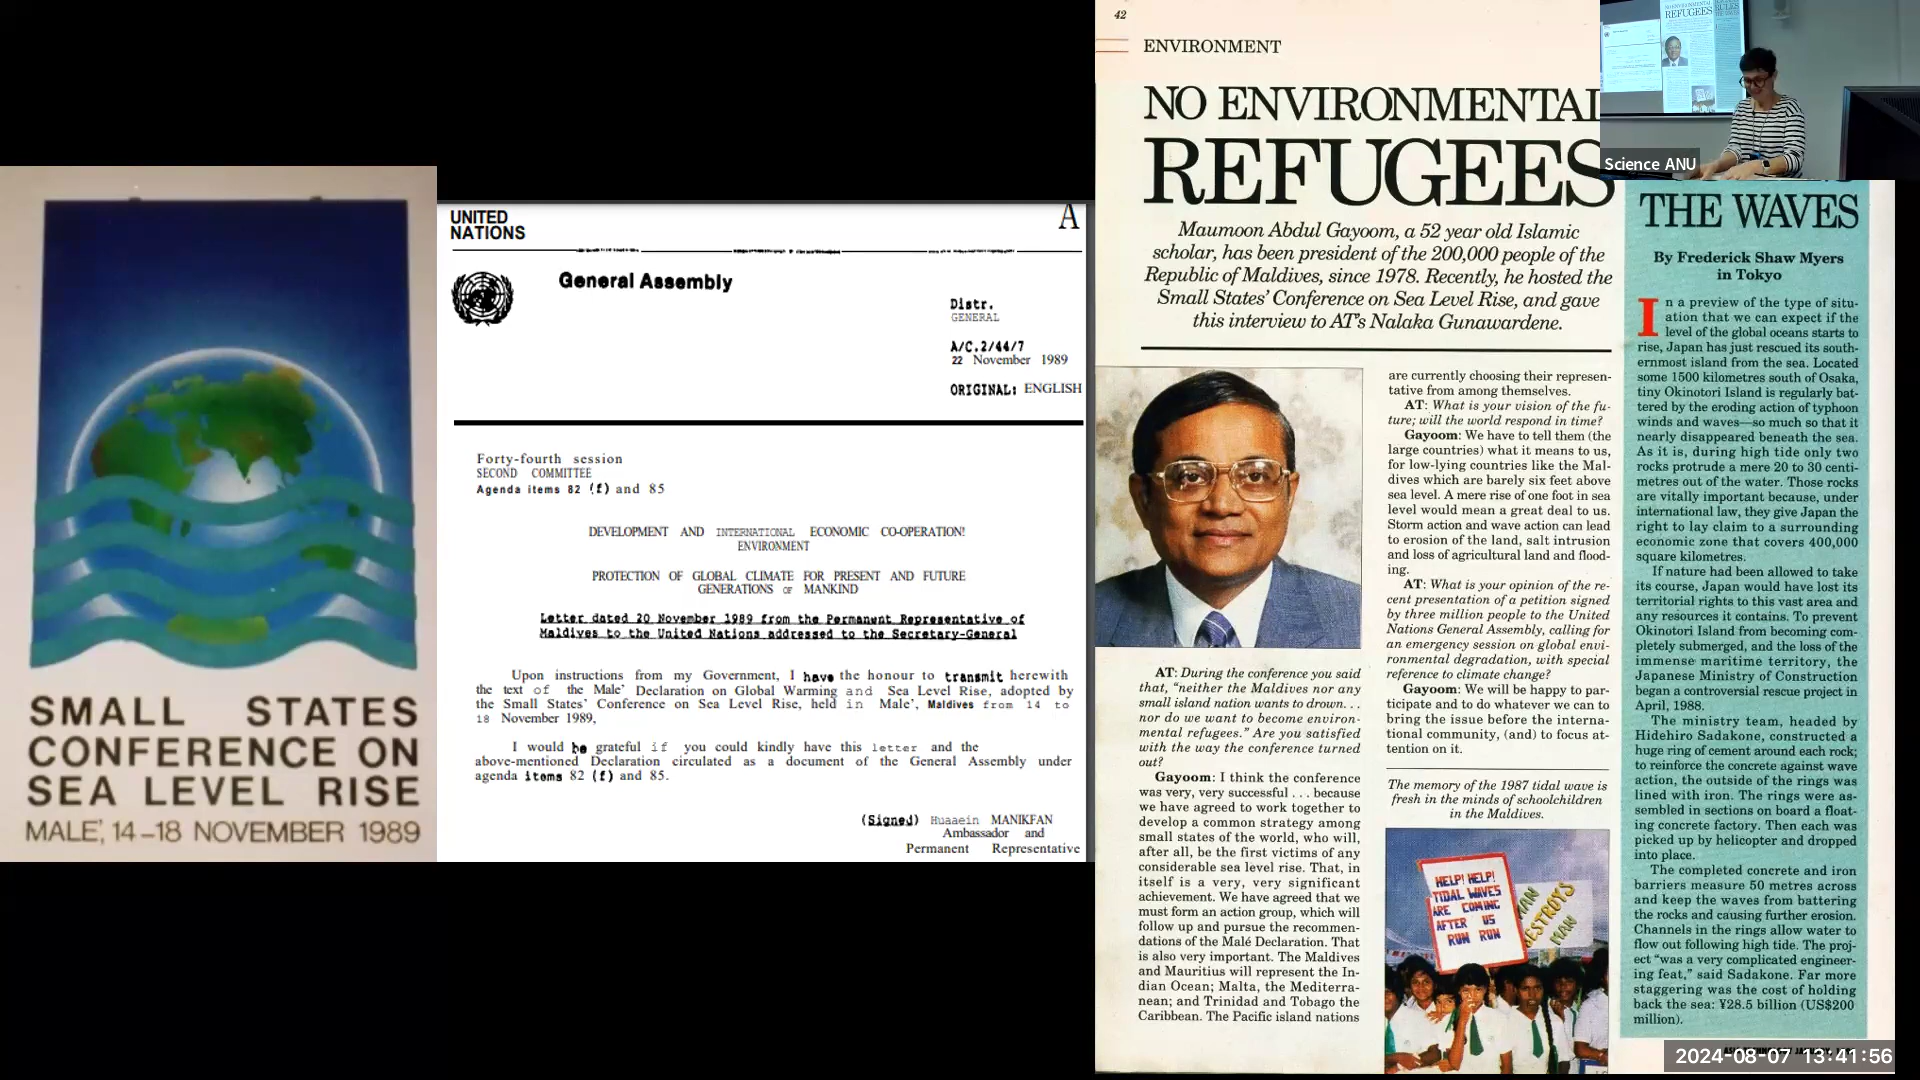 SMALL STATES
CONFERENCE ON
SEA LEVEL RISE
MALE', 14-18 NOVEMBER 1989
UNITED
NATIONS
A
General Assembly
Distr.
GENERAL
A/C.2/44/7
22 November 1989
ORIGINAL: ENGLISH
Forty-fourth session
SECOND COMMITTEE
Agenda items 82 (f) and 85
DEVELOPMENT AND INTERNATIONAL ECONOMIC CO-OPERATION!
ENVIRONMENT
PROTECTION OF GLOBAL CLIMATE FOR PRESENT AND FUTURE
GENERATIONS OF MANKIND
Letter dated 20 November 1989 from the Permanent Representative of
Maldives to the United Nations addressed to the Secretary-General
Upon instructions from my Government, I have the honour to transmit herewith
the text of the Male' Declaration on Global Warming and Sea Level Rise, adopted by
the Small States' Conference on Sea Level Rise, held in Male', Maldives from 14 to
18 November 1989,
I would be grateful if you could kindly have this letter and the
above-mentioned Declaration circulated as a document of the General Assembly under
agenda items 82 (f) and 85.
(Signed) Huaaein MANIKFAN
Ambassador and
Permanent Representative
42
ENVIRONMENT
NO ENVIRONMENTAL
REFUGEES
Maumoon Abdul Gayoom, a 52 year old Islamic
scholar, has been president of the 200,000 people of the
Republic of Maldives, since 1978. Recently, he hosted the
Small States' Conference on Sea Level Rise, and gave
this interview to AT's Nalaka Gunawardene.
AT: During the conference you said
that, "neither the Maldives nor any
small island nation wants to drown. . .
nor do we want to become environ-
mental refugees." Are you satisfied
with the way the conference turned
out?
Gayoom: I think the conference
was very, very successful . . . because
we have agreed to work together to
develop a common strategy among
small states of the world, who will,
after all, be the first victims of any
considerable sea level rise. That, in
itself is a very, very significant
achievement. We have agreed that we
must form an action group, which will
follow up and pursue the recommen-
dations of the Malé Declaration. That
is also very important. The Maldives
and Mauritius will represent the In-
dian Ocean; Malta, the Mediterra-
nean; and Trinidad and Tobago the
Caribbean. The Pacific island nations
are currently choosing their represen-
tative from among themselves.
AT: What is your vision of the fu-
ture; will the world respond in time?
Gayoom: We have to tell them (the
large countries) what it means to us,
for low-lying countries like the Mal-
dives which are barely six feet above
sea level. A mere rise of one foot in sea
level would mean a great deal to us.
Storm action and wave action can lead
to erosion of the land, salt intrusion
and loss of agricultural land and flood-
ing.
AT: What is your opinion of the re-
cent presentation of a petition signed
by three million people to the United
Nations General Assembly, calling for
an emergency session on global envi-
ronmental degradation, with special
reference to climate change?
Gayoom: We will be happy to par-
ticipate and to do whatever we can to
bring the issue before the interna-
tional community, (and) to focus at-
tention on it.
The memory of the 1987 tidal wave is
fresh in the minds of schoolchildren
in the Maldives.
HELP! HELP!
TIDAL WAVES
ARE COMING
AFTER US
RUN RUN
MAN
DESTROYS
MAN
THE WAVES
By Frederick Shaw Myers
in Tokyo
In a preview of the type of situ-
ation that we can expect if the
level of the global oceans starts to
rise, Japan has just rescued its south-
ernmost island from the sea. Located
some 1500 kilometres south of Osaka,
tiny Okinotori Island is regularly bat-
tered by the eroding action of typhoon
winds and waves—so much so that it
nearly disappeared beneath the sea.
As it is, during high tide only two
rocks protrude a mere 20 to 30 centi-
metres out of the water. Those rocks
are vitally important because, under
international law, they give Japan the
right to lay claim to a surrounding
economic zone that covers 400,000
square kilometres.
If nature had been allowed to take
its course, Japan would have lost its
territorial rights to this vast area and
any resources it contains. To prevent
Okinotori Island from becoming com-
pletely submerged, and the loss of the
immense maritime territory, the
Japanese Ministry of Construction
began a controversial rescue project in
April, 1988.
The ministry team, headed by
Hidehiro Sadakone, constructed a
huge ring of cement around each rock;
to reinforce the concrete against wave
action, the outside of the rings was
lined with iron. The rings were as-
sembled in sections on board a float-
ing concrete factory. Then each was
picked up by helicopter and dropped
into place.
The completed concrete and iron
barriers measure 50 metres across
and keep the waves from battering
the rocks and causing further erosion.
Channels in the rings allow water to
flow out following high tide. The proj-
ect "was a very complicated engineer-
ing feat," said Sadakone. Far more
staggering was the cost of holding
back the sea: ¥28.5 billion (US$200
million).
REFUGEES
Science ANU
2024-08-07 13:41:56